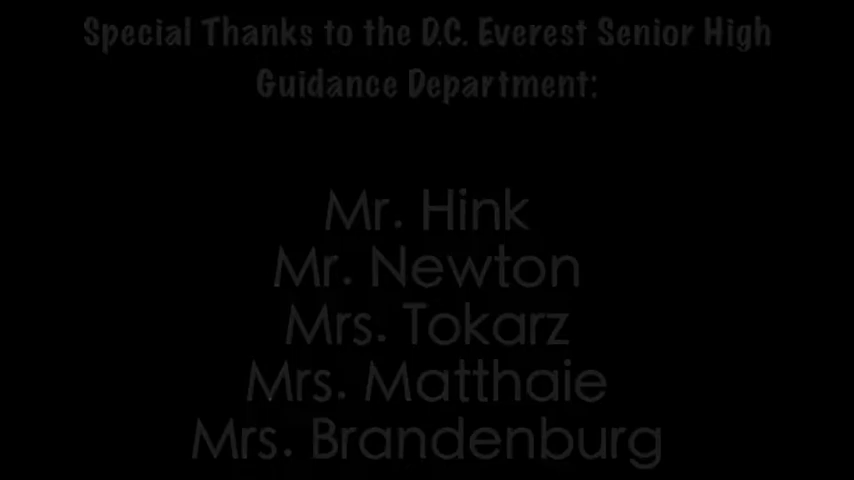 Special Thanks to the D.C. Everest Senior High
Guidance Department:
Mr. Hink
Mr. Newton
Mrs. Tokarz
Mrs. Matthaie
Mrs. Brandenburg